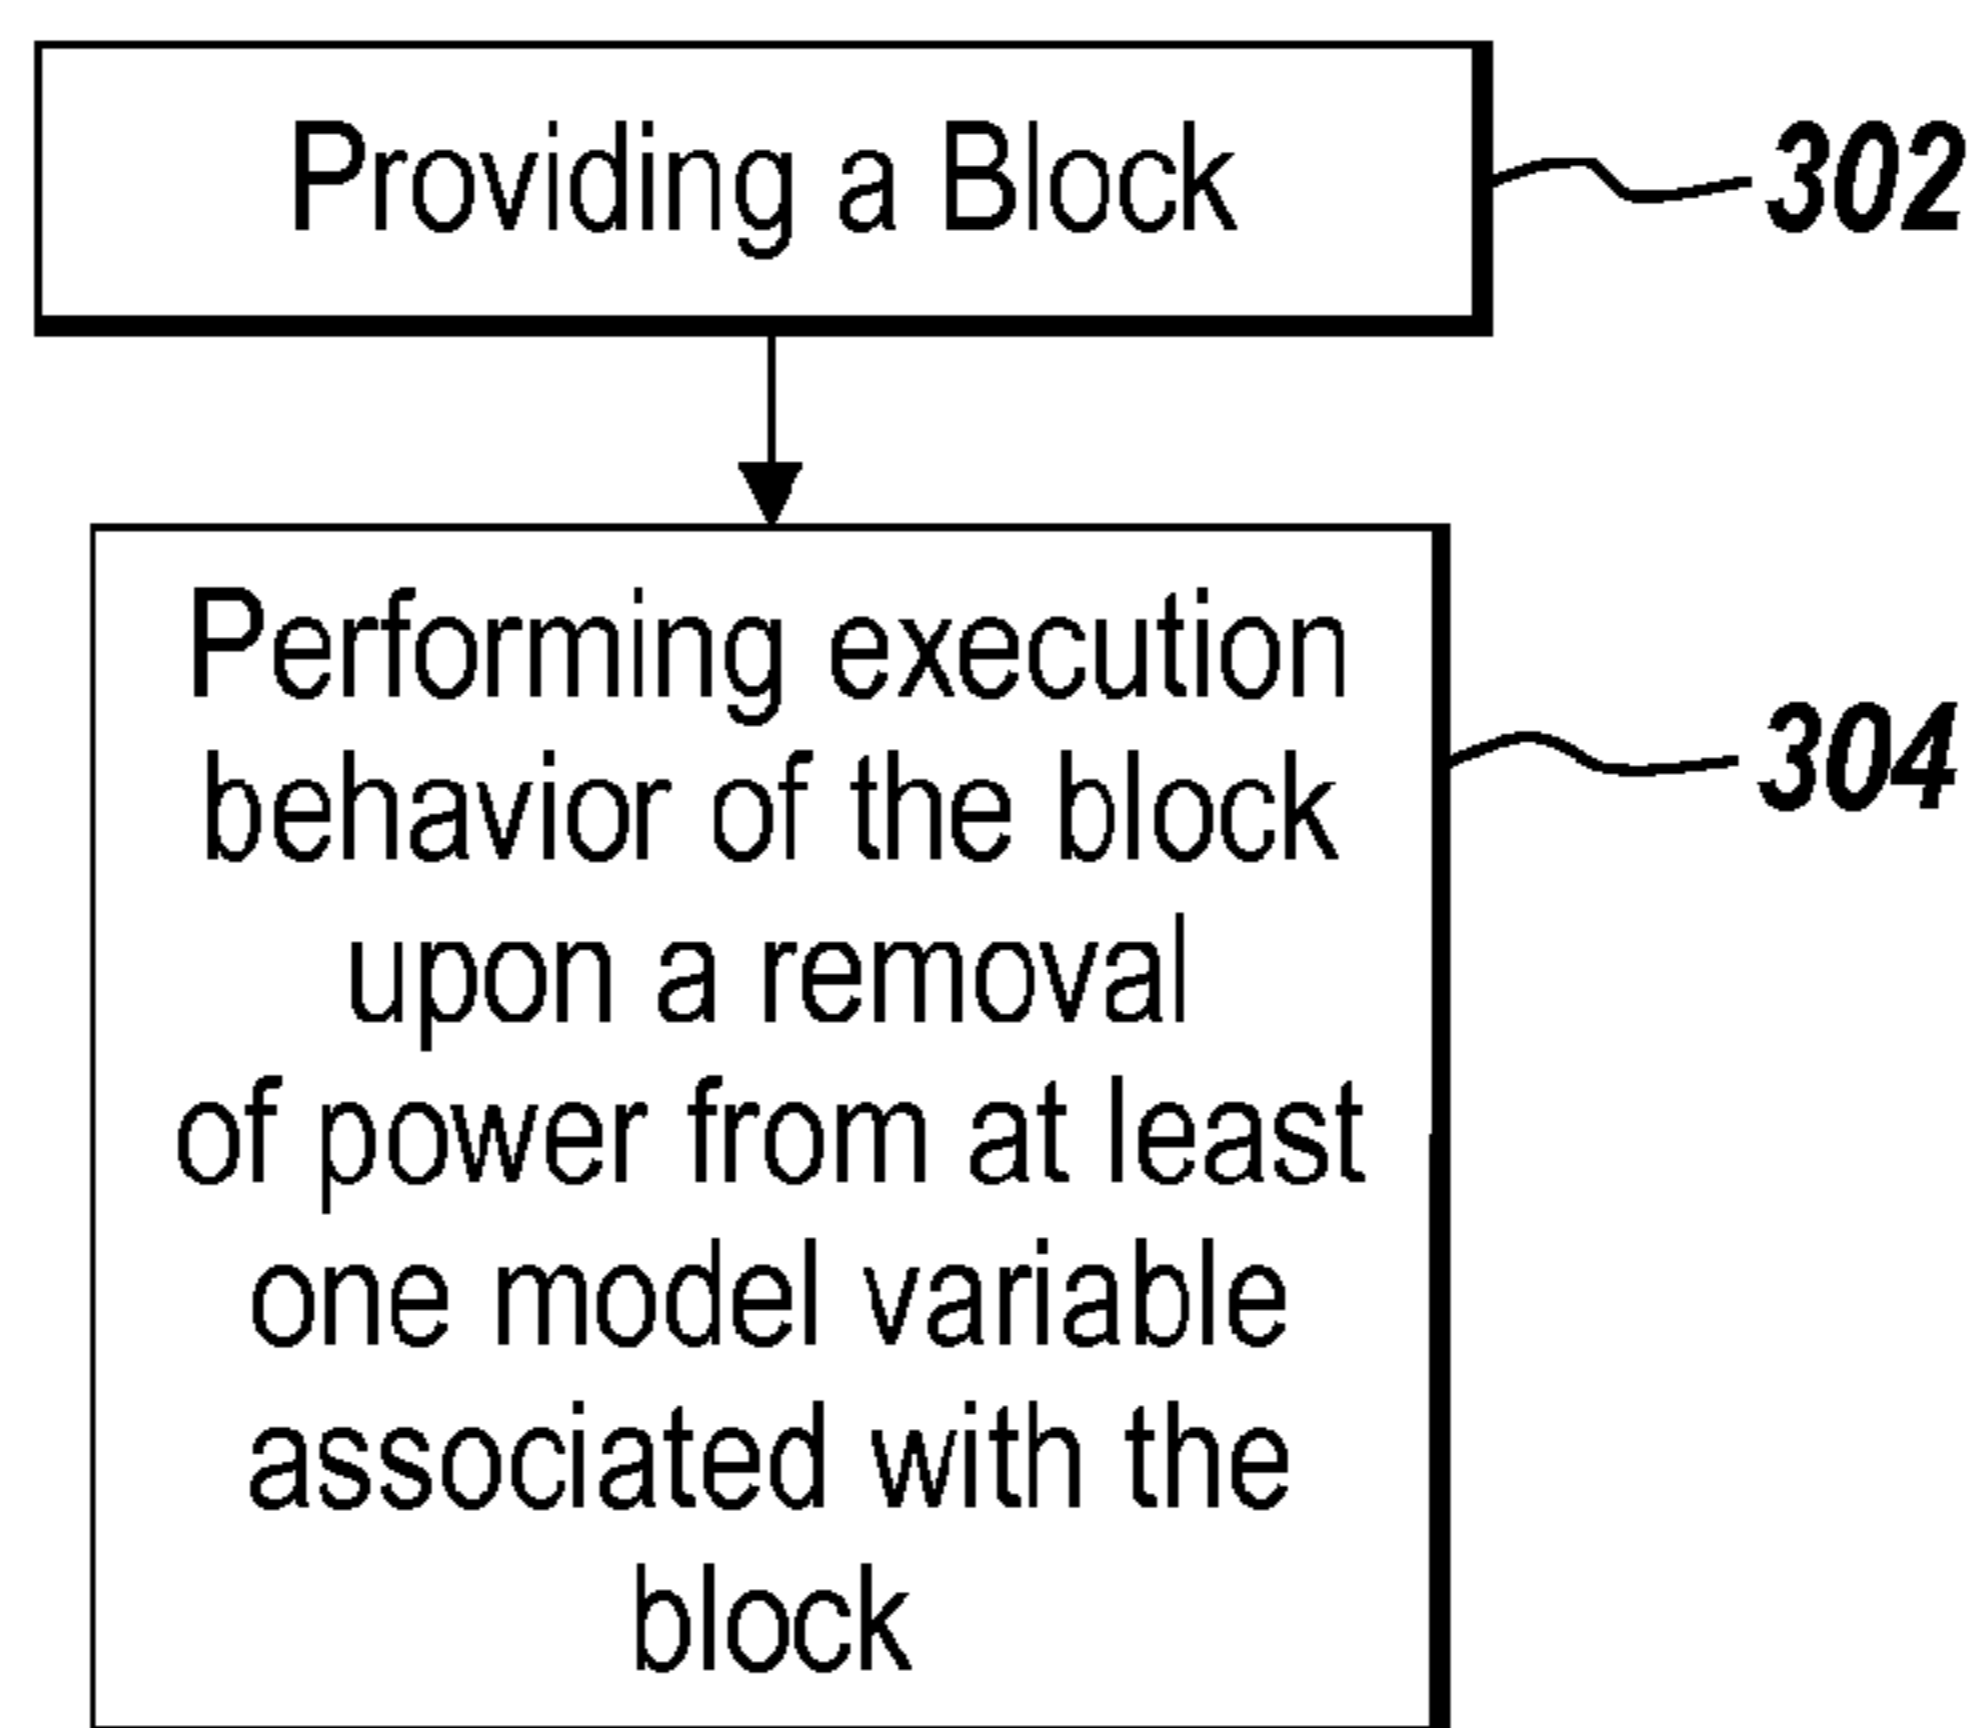 Providing a Block
302
Performing execution
behavior of the block
upon a removal
of power from at least
one model variable
associated with the
block
304